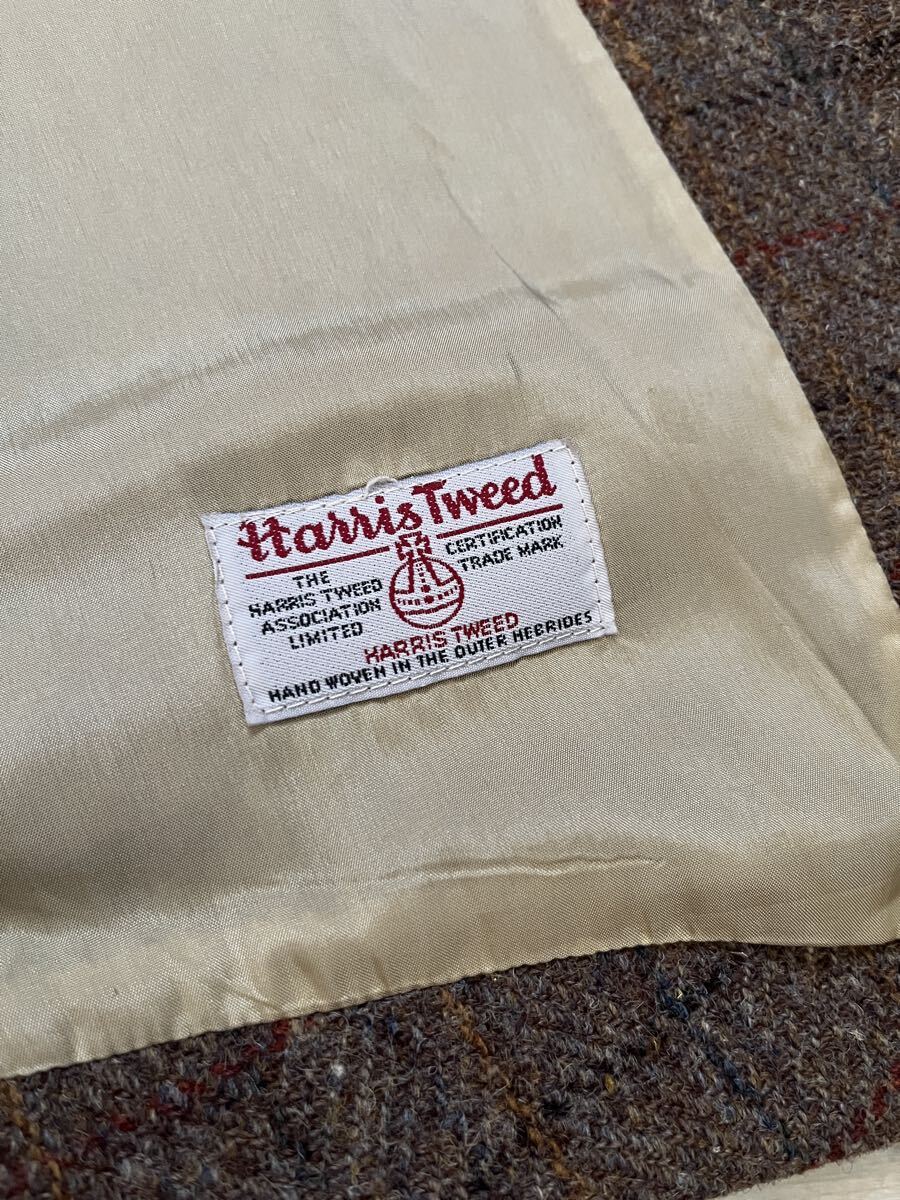 Harris Tweed
THE
HARRIS TWEED
ASSOCIATION
LIMITED
CERTIFICATION
TRADE MARK
HARRIS TWEED
HAND WOVEN IN THE OUTER HEBRIDES